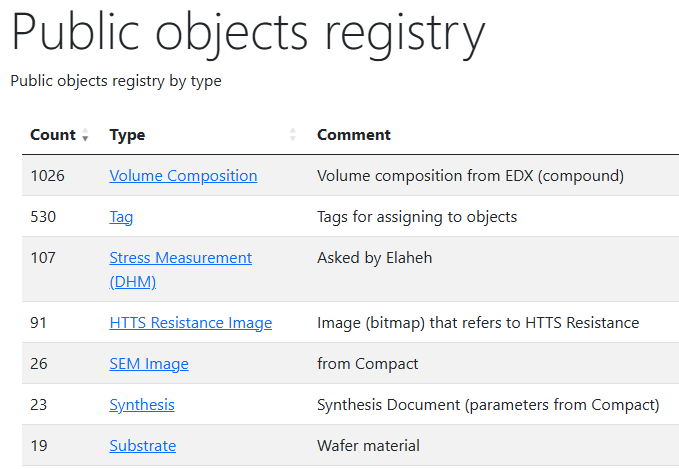 Public objects registry
Public objects registry by type
Count Type Comment
1026 Volume Composition Volume composition from EDX (compound)
530 Tag Tags for assigning to objects
107 Stress Measurement Asked by Elaheh
(DHM)
91 HTTS Resistance Image Image (bitmap) that refers to HTTS Resistance
26 SEM Image from Compact
23 Synthesis Synthesis Document (parameters from Compact)
19 Substrate Wafer material